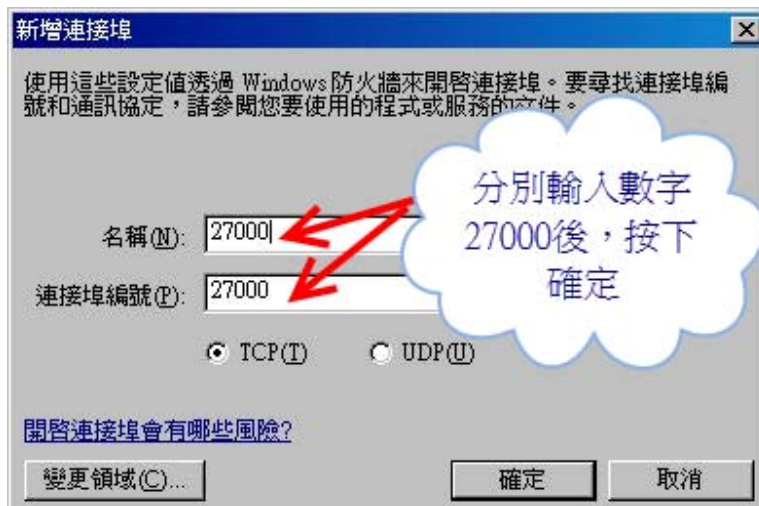 新增連接埠
使用這些設定值透過 Windows 防火牆來開啓連接埠。要尋找連接埠編
號和通訊協定，請參閱您要使用的程式或服務的文件。
分別輸入數字
27000後，按下
確定
名稱(N): 27000
連接埠編號(P): 27000
TCP(T) UDP(U)
開啓連接埠會有哪些風險?
變更領域(C)... 確定 取消